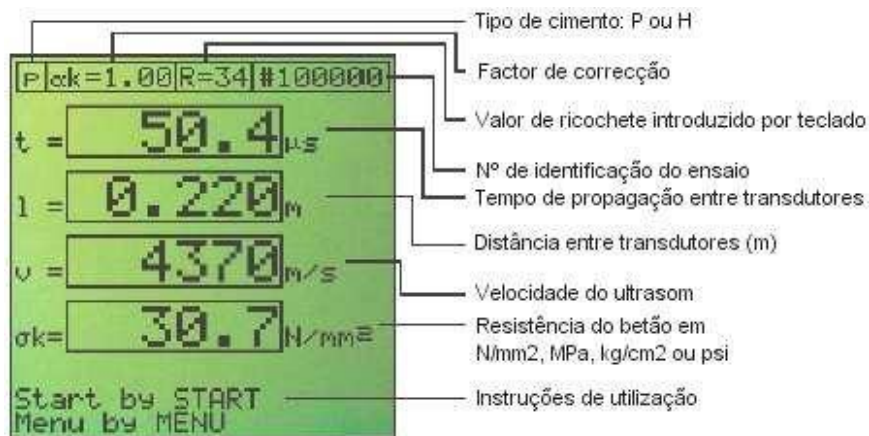 Tipo de cimento: P ou H
P αk=1.00 R=34 #100000
Factor de correcção
Valor de ricochete introduzido por teclado
t = 50.4 μs
Nº de identificação do ensaio
Tempo de propagação entre transdutores
l = 0.220 m
Distância entre transdutores (m)
υ = 4370 m/s
Velocidade do ultrasom
σk= 30.7 N/mm²
Resistência do betão em
N/mm2, MPa, kg/cm2 ou psi
Start by START
Instruções de utilização
Menu by MENU